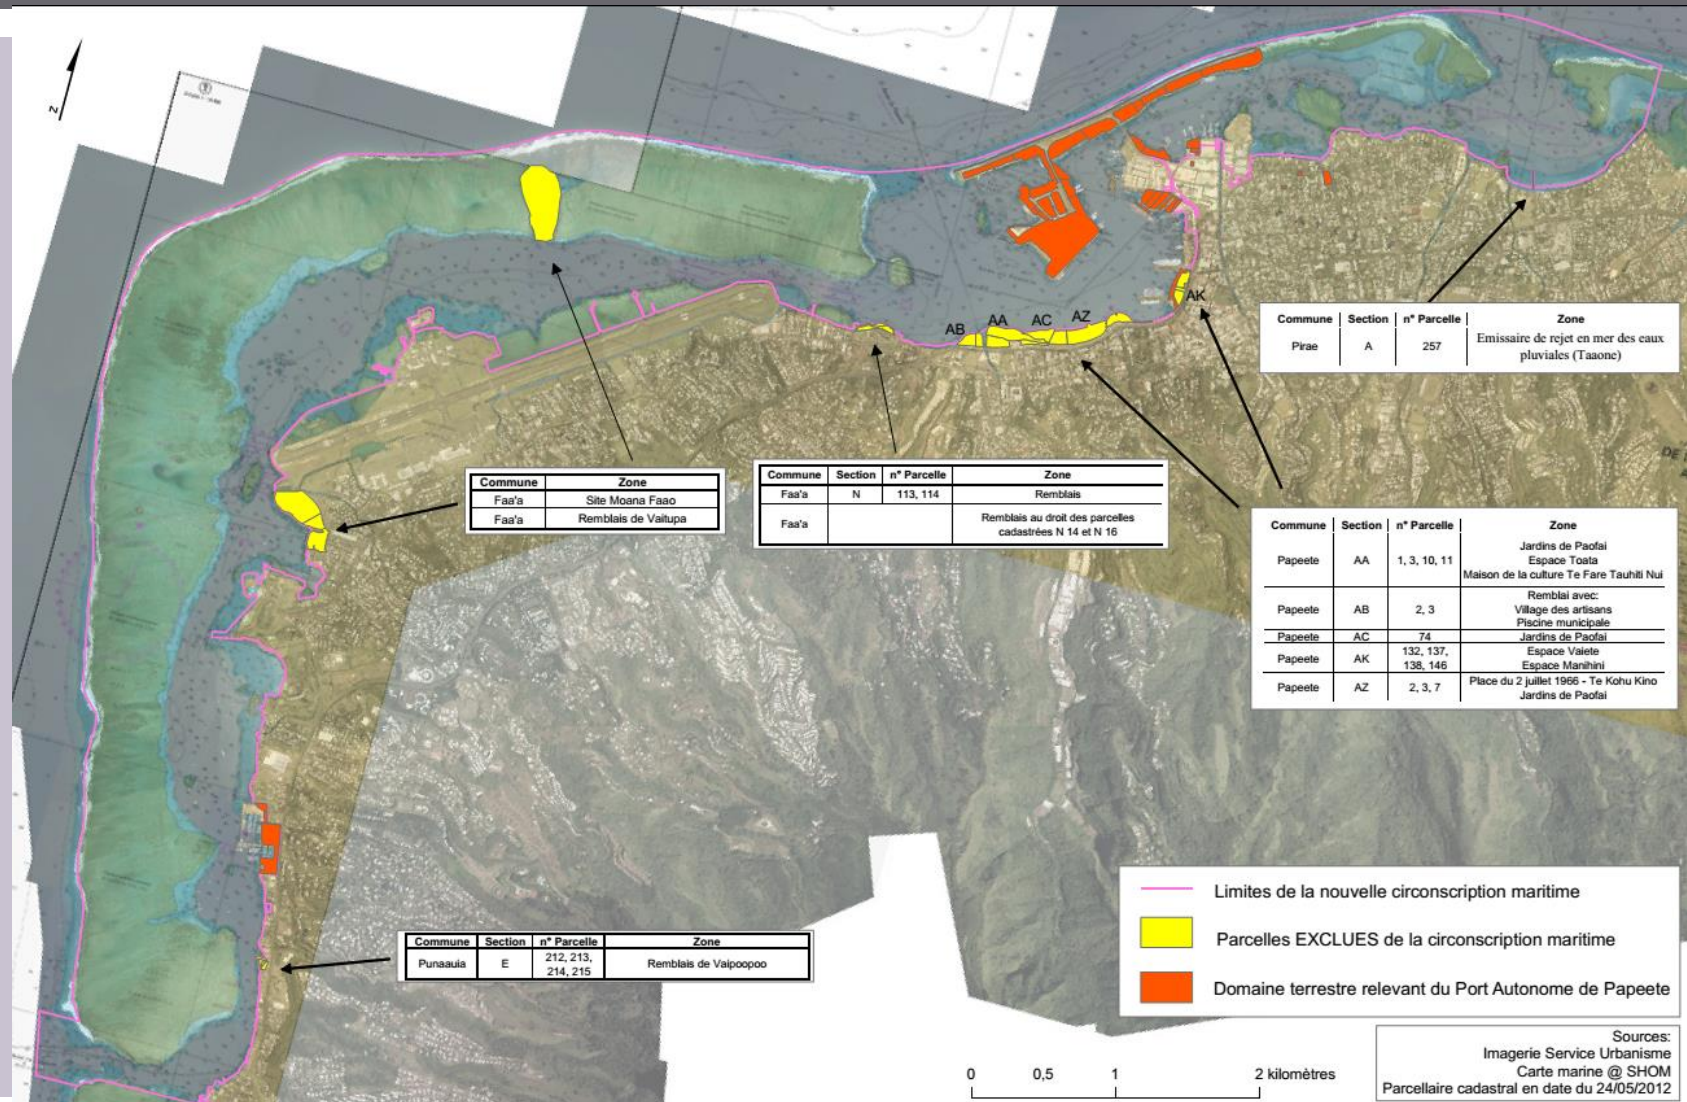 N
AB
AA
AC
AZ
AK
Commune Section n° Parcelle Zone
Pirae A 257 Emissaire de rejet en mer des eaux
pluviales (Taaone)
Commune Zone
Faa'a Site Moana Faao
Faa'a Remblais de Vaitupa
Commune Section n° Parcelle Zone
Faa'a N 113, 114 Remblais
Faa'a Remblais au droit des parcelles
cadastrées N 14 et N 16
DE
Commune Section n° Parcelle Zone
Papeete AA 1, 3, 10, 11 Jardins de Paofai
Espace Toata
Maison de la culture Te Fare Tauhiti Nui
Papeete AB 2, 3 Remblai avec:
Village des artisans
Piscine municipale
Papeete AC 74 Jardins de Paofai
Papeete AK 132, 137, Espace Vaiete
138, 146 Espace Manihini
Papeete AZ 2, 3, 7 Place du 2 juillet 1966 - Te Kohu Kino
Jardins de Paofai
Commune Section n° Parcelle Zone
Punaauia E 212, 213, Remblais de Vaipoopoo
214, 215
Limites de la nouvelle circonscription maritime
Parcelles EXCLUES de la circonscription maritime
Domaine terrestre relevant du Port Autonome de Papeete
0 0,5 1 2 kilomètres
Sources:
Imagerie Service Urbanisme
Carte marine @ SHOM
Parcellaire cadastral en date du 24/05/2012